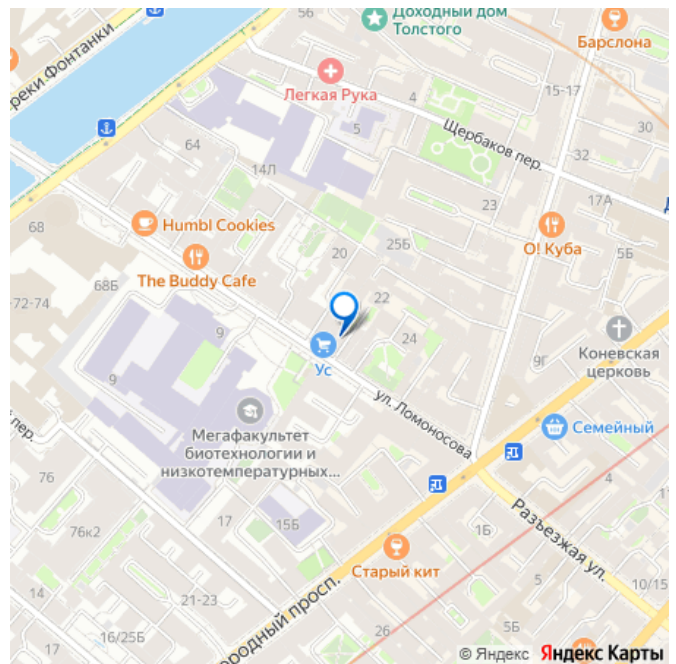 56
Доходный дом
Толстого
Барслона
реки Фонтанки
Легкая Рука
4
15-17
5
Щербаков пер.
30
64
32
14Л
17А
23
68
Humbl Cookies
20
25Б
О! Куба
5Б
The Buddy Cafe
68Б
72-74
22
9
24
9Г
Коневская
церковь
Ус
9
ул. Ломоносова
Семейный
пер.
Мегафакультет
биотехнологии и
низкотемпературных...
76
4
17
15Б
76к2
1Б
Разъезжая ул.
Старый кит
14
21-23
5
10/15
ородный просп.
16/25Б
26
5Б
6
© Яндекс Яндекс Карты